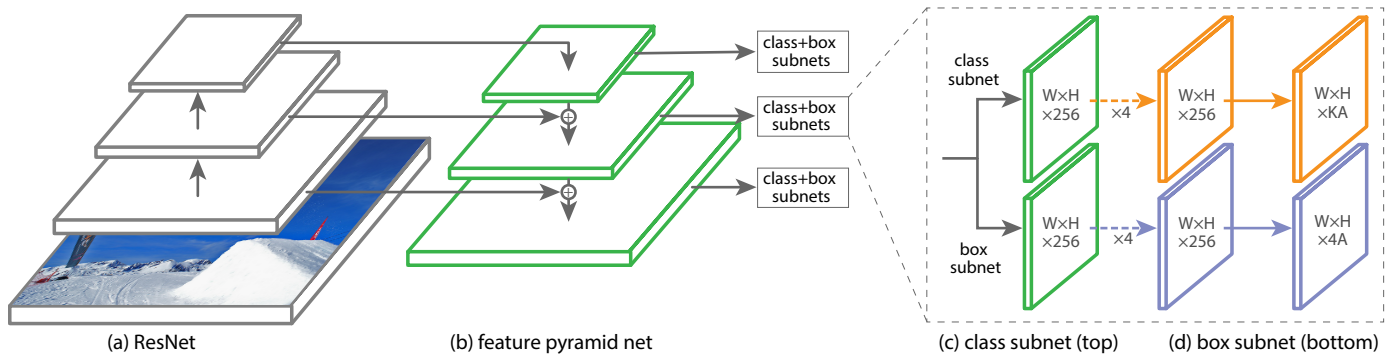 class+box
subnets
class+box
subnets
class+box
subnets
class
subnet
W×H
×256
×4
W×H
×256
W×H
×KA
box
subnet
W×H
×256
×4
W×H
×256
W×H
×4A
(a) ResNet
(b) feature pyramid net
(c) class subnet (top)
(d) box subnet (bottom)